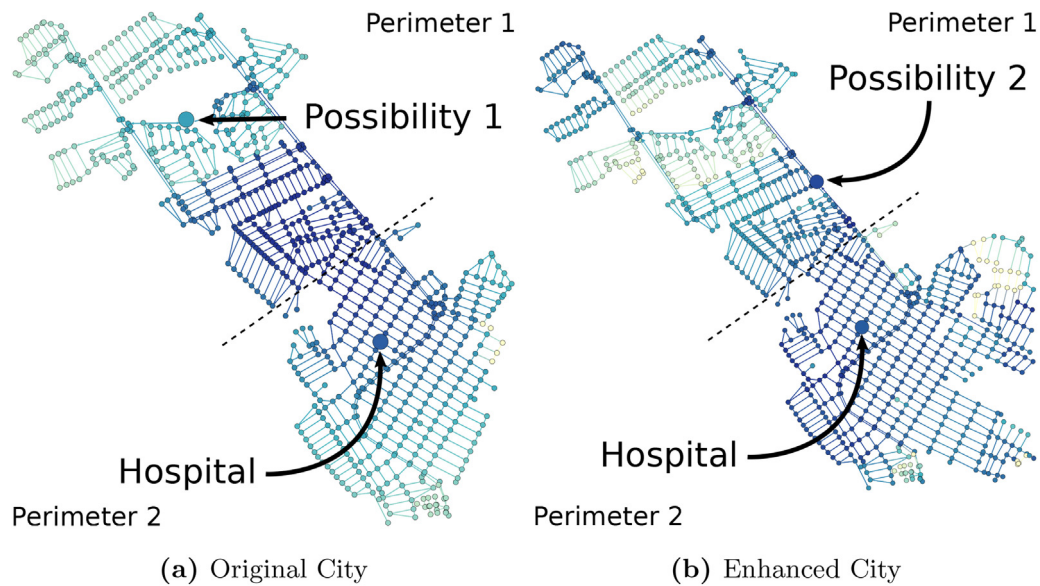 Perimeter 1
Possibility 1
Hospital
Perimeter 2
(a) Original City
Perimeter 1
Possibility 2
Hospital
Perimeter 2
(b) Enhanced City